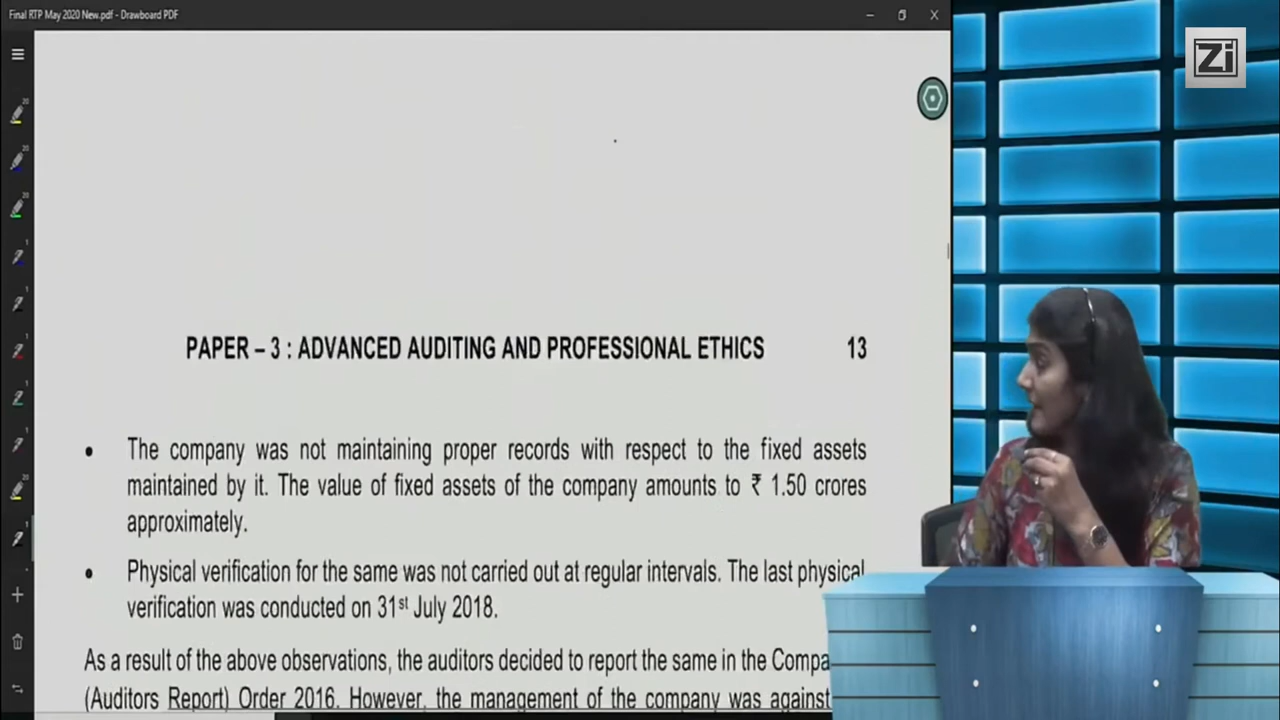 Final RTP May 2020 New.pdf - Drawboard PDF
Zi
PAPER – 3 : ADVANCED AUDITING AND PROFESSIONAL ETHICS 13
• The company was not maintaining proper records with respect to the fixed assets
maintained by it. The value of fixed assets of the company amounts to ₹ 1.50 crores
approximately.
• Physical verification for the same was not carried out at regular intervals. The last physical
verification was conducted on 31st July 2018.
As a result of the above observations, the auditors decided to report the same in the Compa
(Auditors Report) Order 2016. However, the management of the company was against